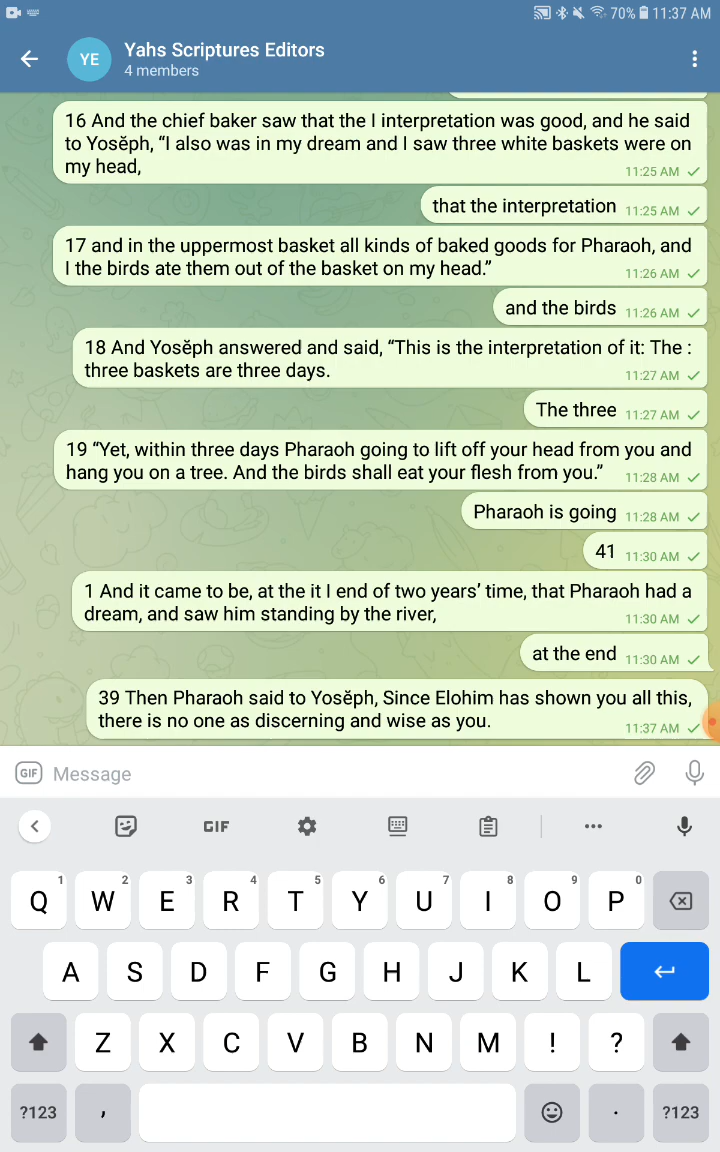 70% 11:37 AM
YE
Yahs Scriptures Editors
4 members
16 And the chief baker saw that the I interpretation was good, and he said
to Yosĕph, “I also was in my dream and I saw three white baskets were on
my head,
11:25 AM
that the interpretation 11:25 AM
17 and in the uppermost basket all kinds of baked goods for Pharaoh, and
I the birds ate them out of the basket on my head.”
11:26 AM
and the birds 11:26 AM
18 And Yosĕph answered and said, “This is the interpretation of it: The :
three baskets are three days.
11:27 AM
The three 11:27 AM
19 “Yet, within three days Pharaoh going to lift off your head from you and
hang you on a tree. And the birds shall eat your flesh from you.”
11:28 AM
Pharaoh is going 11:28 AM
41 11:30 AM
1 And it came to be, at the it I end of two years’ time, that Pharaoh had a
dream, and saw him standing by the river,
11:30 AM
at the end 11:30 AM
39 Then Pharaoh said to Yosĕph, Since Elohim has shown you all this,
there is no one as discerning and wise as you.
11:37 AM
GIF Message
GIF
1 2 3 4 5 6 7 8 9 0
Q W E R T Y U I O P
A S D F G H J K L
Z X C V B N M ! ?
?123 , . ?123